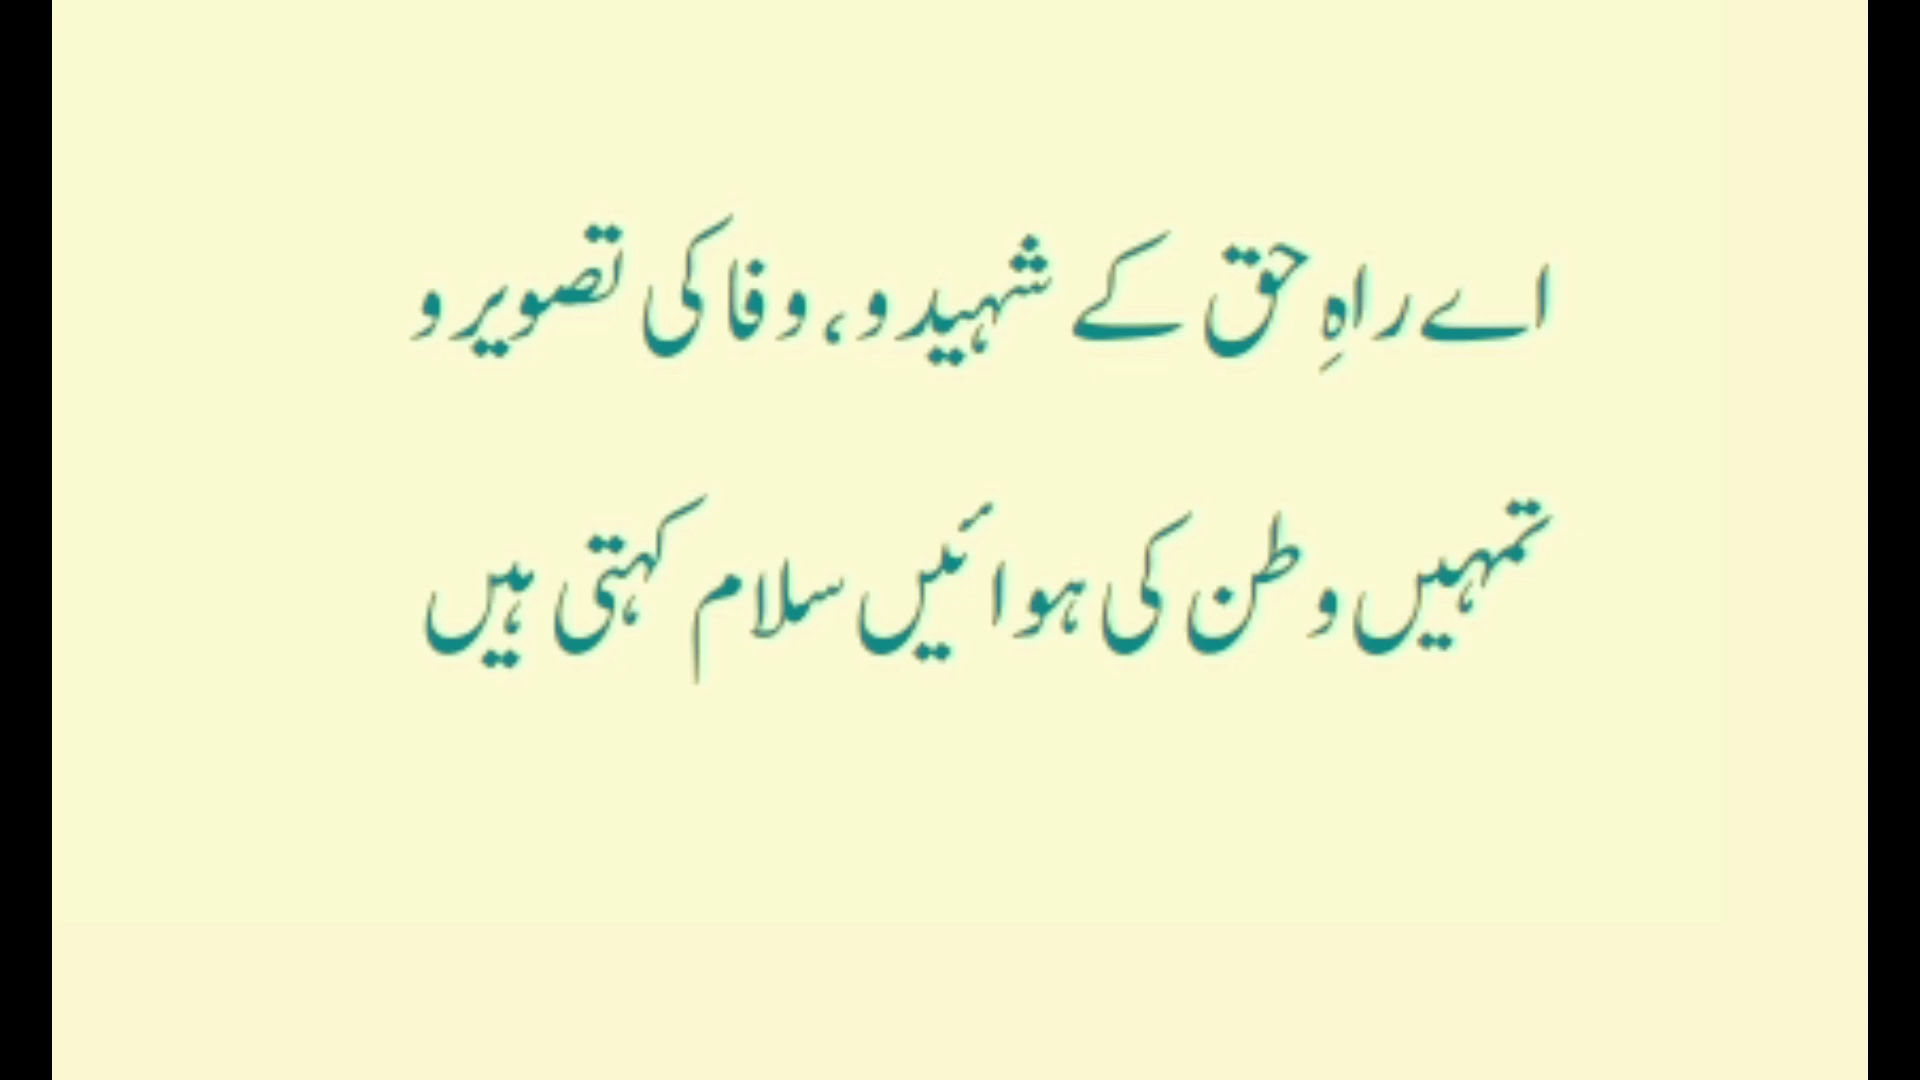 اے راہِ حق کے شہیدو، وفا کی تصویرو
تمہیں وطن کی ہوائیں سلام کہتی ہیں